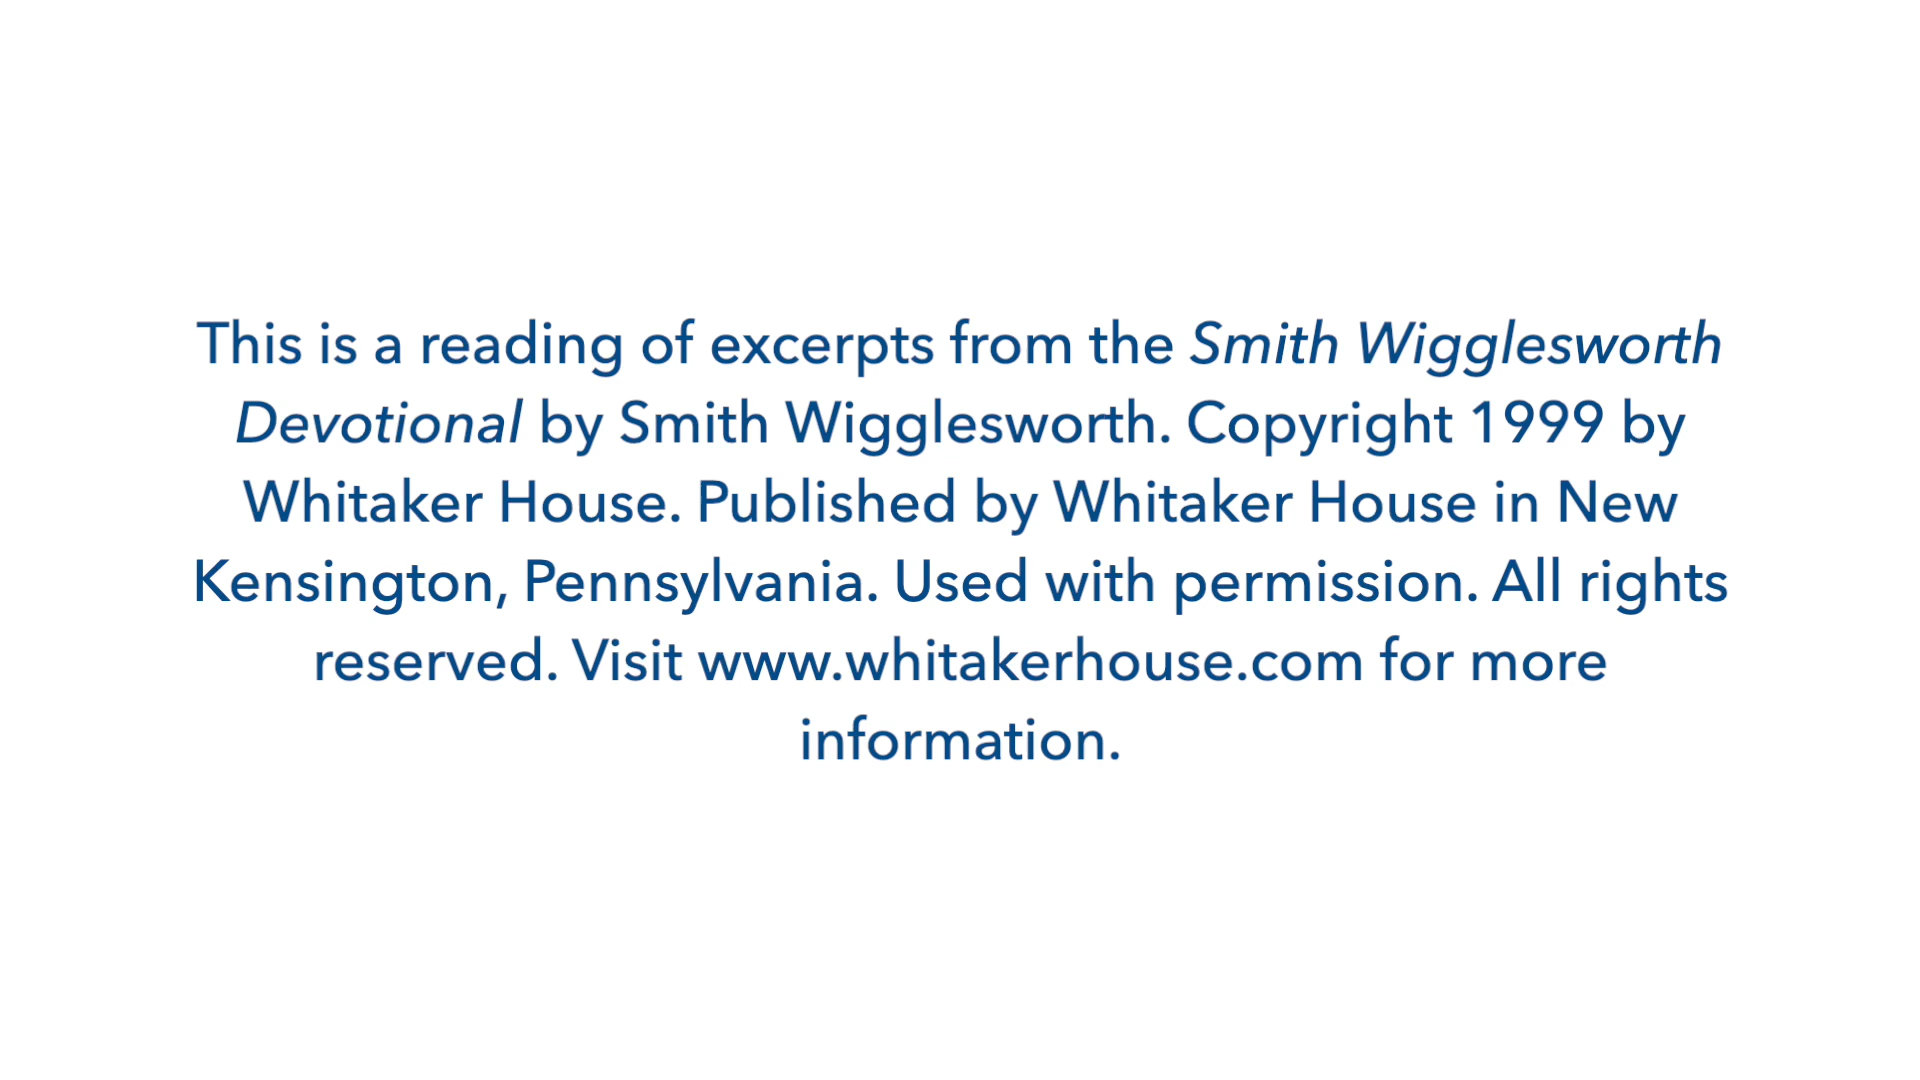 This is a reading of excerpts from the Smith Wigglesworth
Devotional by Smith Wigglesworth. Copyright 1999 by
Whitaker House. Published by Whitaker House in New
Kensington, Pennsylvania. Used with permission. All rights
reserved. Visit www.whitakerhouse.com for more
information.